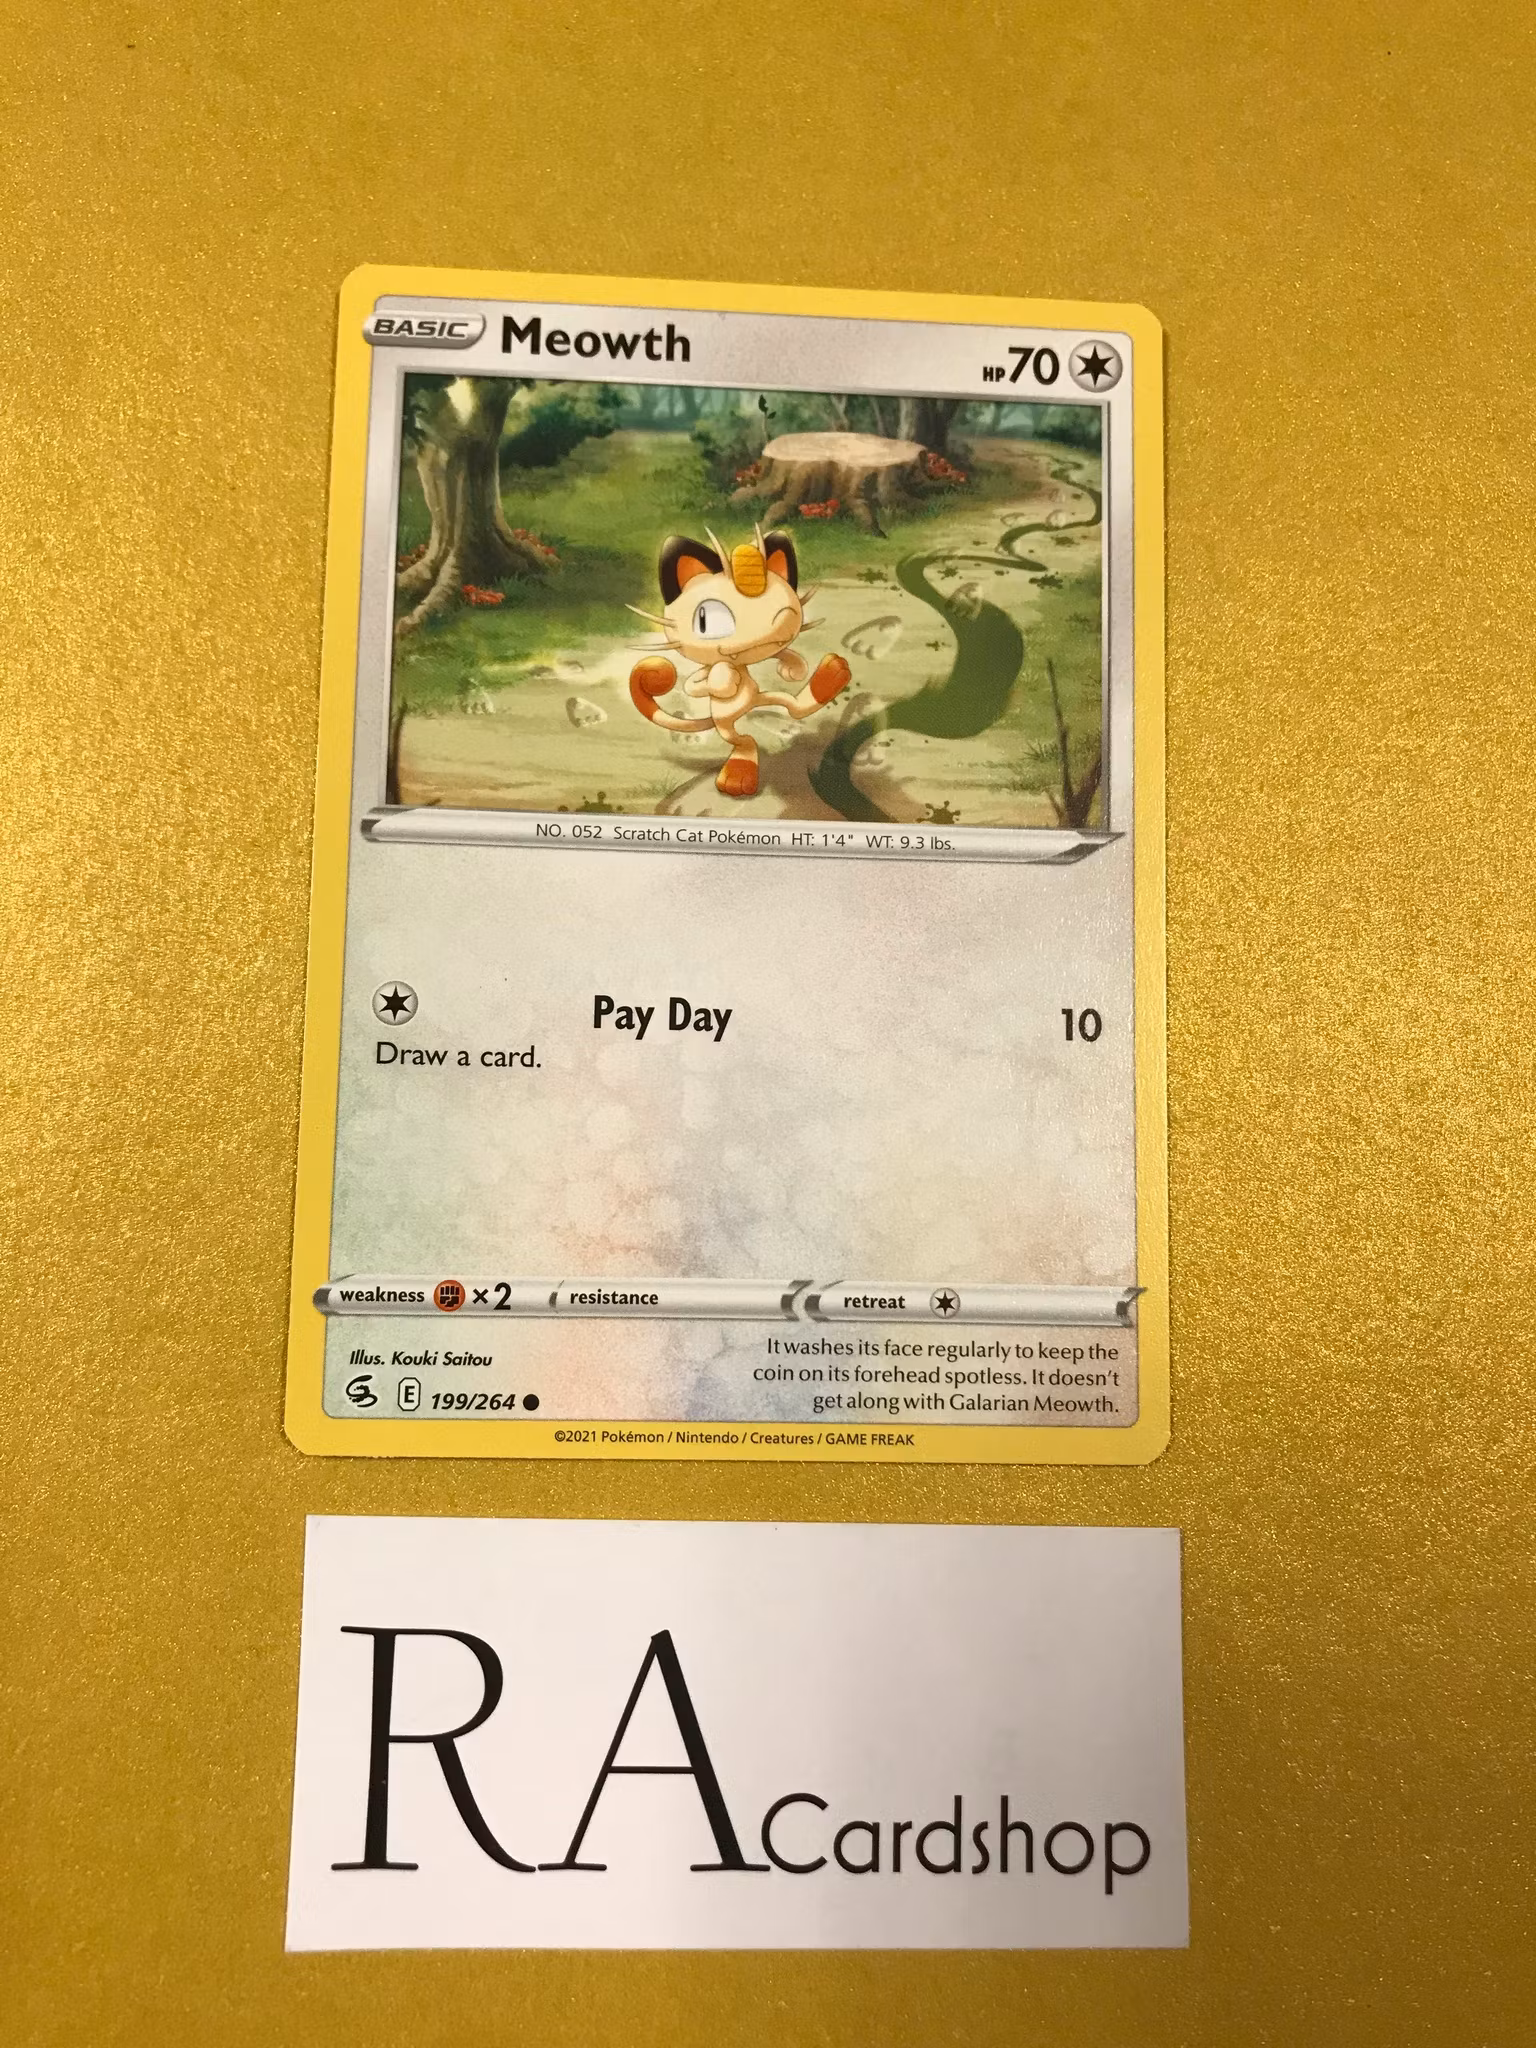 BASIC Meowth HP 70
NO. 052 Scratch Cat Pokémon HT: 1'4" WT: 9.3 lbs.
Pay Day 10
Draw a card.
weakness ×2 resistance retreat
Illus. Kouki Saitou
E 199/264
It washes its face regularly to keep the
coin on its forehead spotless. It doesn't
get along with Galarian Meowth.
©2021 Pokémon / Nintendo / Creatures / GAME FREAK
RA Cardshop